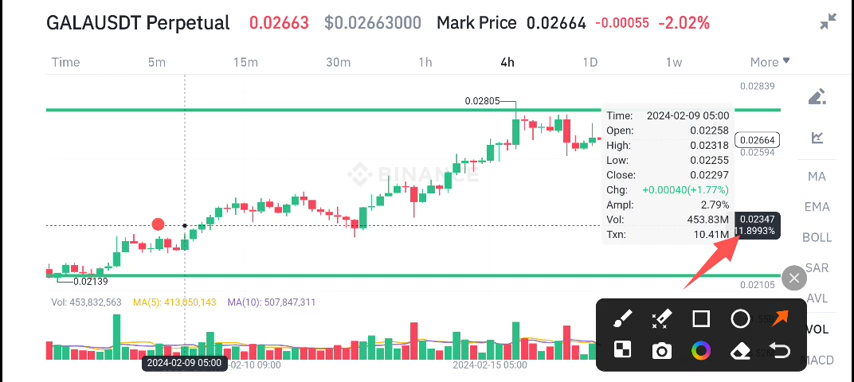 GALAUSDT Perpetual 0.02663 $0.02663000 Mark Price 0.02664 -0.00055 -2.02%
Time 5m 15m 30m 1h 4h 1D 1w More
0.02839
0.02805
Time: 2024-02-09 05:00
Open: 0.02258
High: 0.02318
Low: 0.02255
Close: 0.02297
Chg: +0.00040(+1.77%)
Ampl: 2.79%
Vol: 453.83M
Txn: 10.41M
0.02664
0.02594
BINANCE
0.02347
11.8993%
0.02139
0.02105
MA
EMA
BOLL
SAR
AVL
VOL
MACD
Vol: 453,832,563 MA(5): 413,050,143 MA(10): 507,847,311
2024-02-09 05:00
-02-10 09:00
2024-02-15 05:00